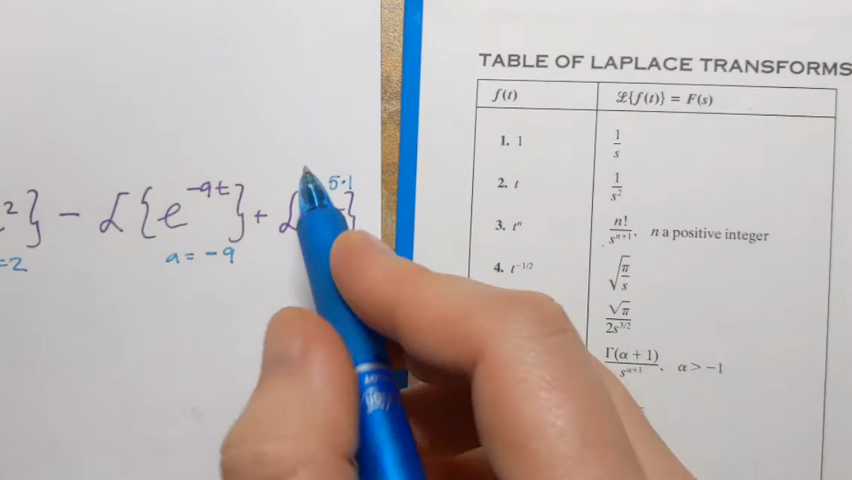 5·1
²} − ℒ{e^{-9t}} + ℒ }
=2
a = −9
TABLE OF LAPLACE TRANSFORMS
f(t) ℒ{f(t)} = F(s)
1. 1 1/s
2. t 1/s²
3. tⁿ n!/s^{n+1}, n a positive integer
4. t^{-1/2} √(π/s)
√π/2s^{3/2}
Γ(α + 1)/s^{α+1}, α > −1